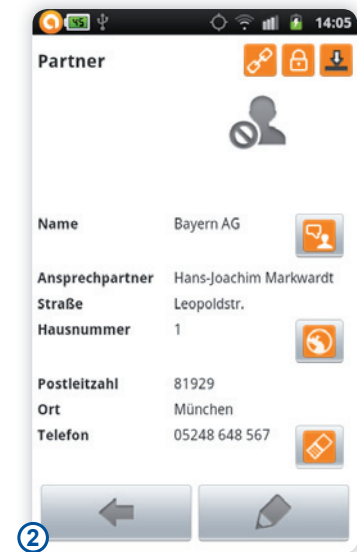 45 14:05
Partner
Name Bayern AG
Ansprechpartner Hans-Joachim Markwardt
Straße Leopoldstr.
Hausnummer 1
Postleitzahl 81929
Ort München
Telefon 05248 648 567
2